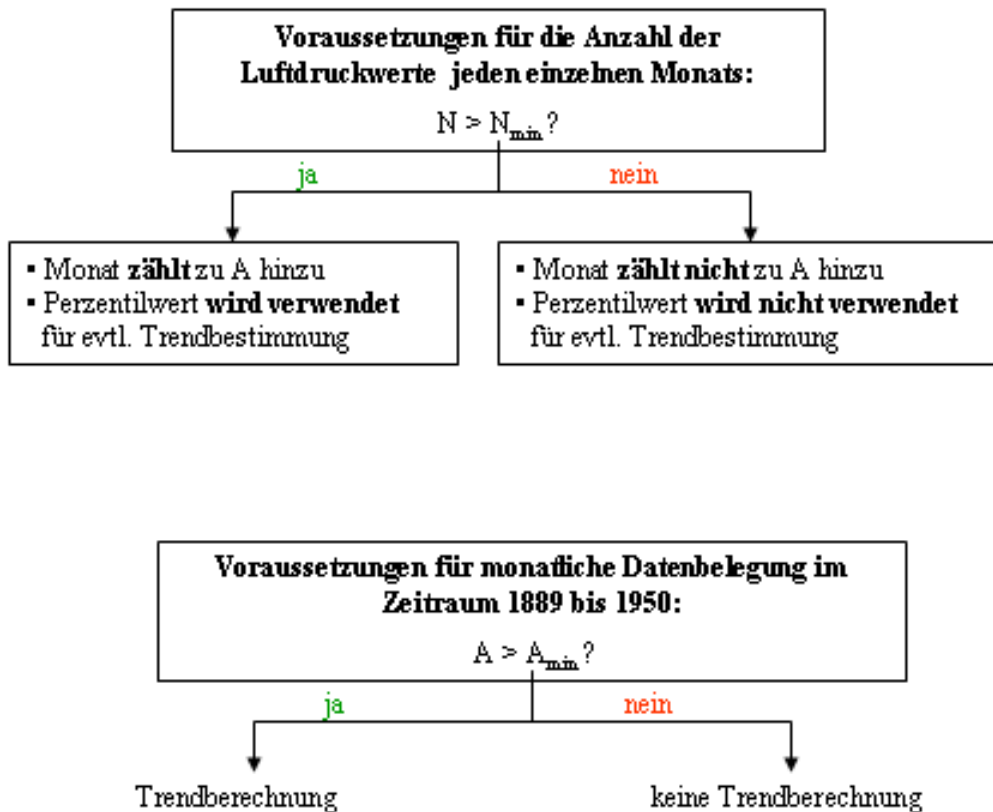 Voraussetzungen für die Anzahl der
Luftdruckwerte jeden einzelnen Monats:
N > Nmin?
ja
nein
▪ Monat zählt zu A hinzu
▪ Perzentilwert wird verwendet
für evtl. Trendbestimmung
▪ Monat zählt nicht zu A hinzu
▪ Perzentilwert wird nicht verwendet
für evtl. Trendbestimmung
Voraussetzungen für monatliche Datenbelegung im
Zeitraum 1889 bis 1950:
A > Amin?
ja
nein
Trendberechnung
keine Trendberechnung